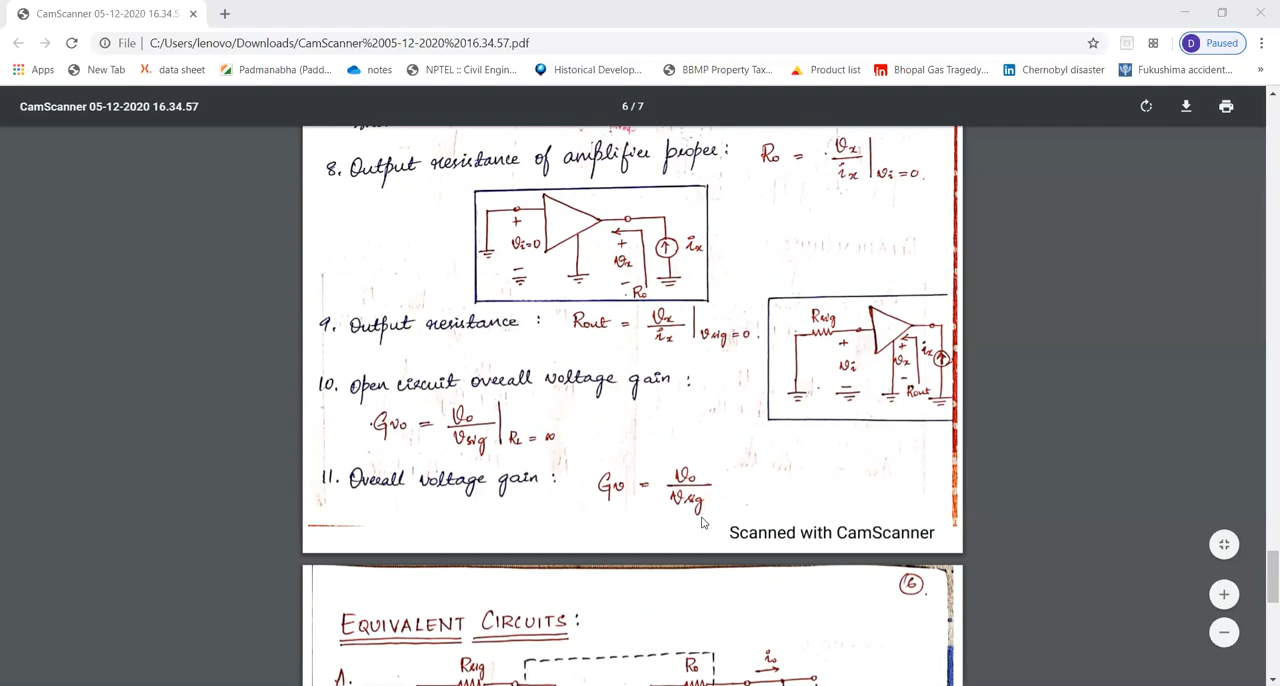 CamScanner 05-12-2020 16.34.5
File C:/Users/lenovo/Downloads/CamScanner%2005-12-2020%2016.34.57.pdf
D Paused
Apps New Tab data sheet Padmanabha (Padd... notes NPTEL :: Civil Engin... Historical Develop... BBMP Property Tax... Product list Bhopal Gas Tragedy... Chernobyl disaster Fukushima accident... »
CamScanner 05-12-2020 16.34.57 6 / 7
8. Output resistance of amplifier proper : Ro = vx/ix | vi=0.
+
vi=0
-
+
vx
-
ix
Ro
9. Output resistance : Rout = vx/ix | vsig=0.
Rsig
+
vi
-
+
vx
-
ix
Rout
10. Open circuit overall voltage gain :
Gvo = vo/vsig | RL = ∞
11. Overall voltage gain : Gv = vo/vsig
Scanned with CamScanner
16
EQUIVALENT CIRCUITS :
A. Rsig Ro io